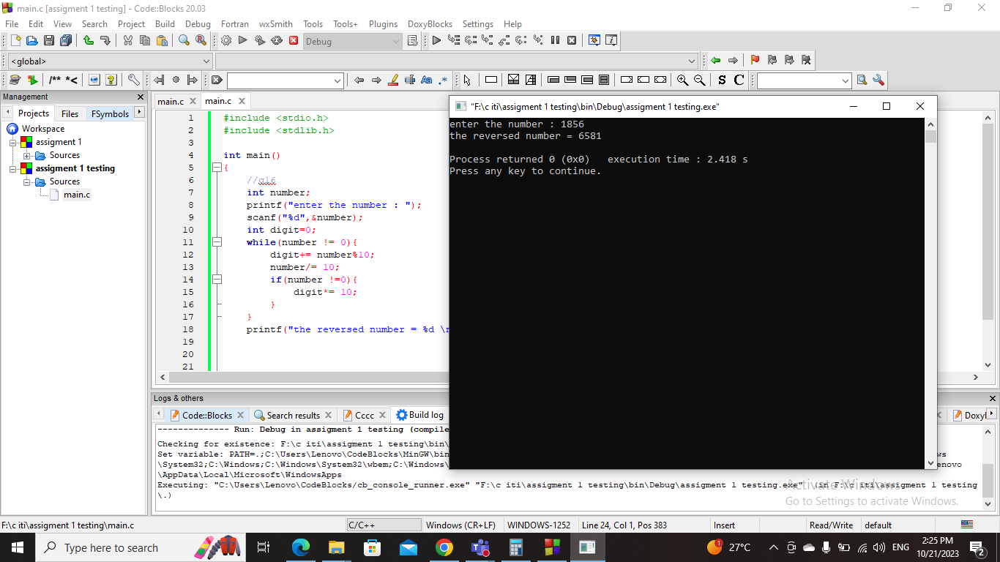 main.c [assigment 1 testing] - Code::Blocks 20.03
File Edit View Search Project Build Debug Fortran wxSmith Tools Tools+ Plugins DoxyBlocks Settings Help
Debug
<global>
/** *<
Aa .*
S C
Management
Projects Files FSymbols
Workspace
assigment 1
Sources
assigment 1 testing
Sources
main.c
main.c main.c
1 #include <stdio.h>
2 #include <stdlib.h>
3
4 int main()
5 {
6 //q16
7 int number;
8 printf("enter the number : ");
9 scanf("%d",&number);
10 int digit=0;
11 while(number != 0){
12 digit+= number%10;
13 number/= 10;
14 if(number !=0){
15 digit*= 10;
16 }
17 }
18 printf("the reversed number = %d \n
19
20
21
"F:\c iti\assigment 1 testing\bin\Debug\assigment 1 testing.exe"
enter the number : 1856
the reversed number = 6581
Process returned 0 (0x0) execution time : 2.418 s
Press any key to continue.
Logs & others
Code::Blocks Search results Cccc Build log Doxyl
-------------- Run: Debug in assigment 1 testing (compile
Checking for existence: F:\c iti\assigment 1 testing\bin\
Set variable: PATH=.;C:\Users\Lenovo\CodeBlocks\MinGW\bin ws
\System32;C:\Windows;C:\Windows\System32\wbem;C:\Windows\ enovo
\AppData\Local\Microsoft\WindowsApps
Executing: "C:\Users\Lenovo\CodeBlocks/cb_console_runner.exe" "F:\c iti\assigment 1 testing\bin\Debug\assigment 1 testing.exe" (in F:\c iti\assigment 1 testing
\.)
Activate Windows
Go to Settings to activate Windows.
F:\c iti\assigment 1 testing\main.c C/C++ Windows (CR+LF) WINDOWS-1252 Line 24, Col 1, Pos 383 Insert Read/Write default
Type here to search
1 27°C ENG 2:25 PM
10/21/2023
2